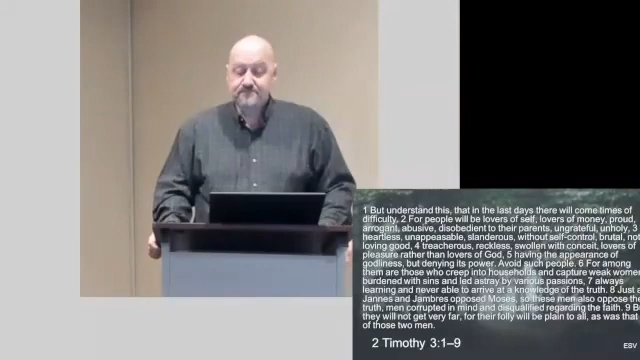 1 But understand this, that in the last days there will come times of
difficulty. 2 For people will be lovers of self, lovers of money, proud,
arrogant, abusive, disobedient to their parents, ungrateful, unholy, 3
heartless, unappeasable, slanderous, without self-control, brutal, not
loving good, 4 treacherous, reckless, swollen with conceit, lovers of
pleasure rather than lovers of God, 5 having the appearance of
godliness, but denying its power. Avoid such people. 6 For among
them are those who creep into households and capture weak women,
burdened with sins and led astray by various passions, 7 always
learning and never able to arrive at a knowledge of the truth. 8 Just a
Jannes and Jambres opposed Moses, so these men also oppose the
truth, men corrupted in mind and disqualified regarding the faith. 9 Bu
they will not get very far, for their folly will be plain to all, as was that
of those two men.
2 Timothy 3:1–9
ESV